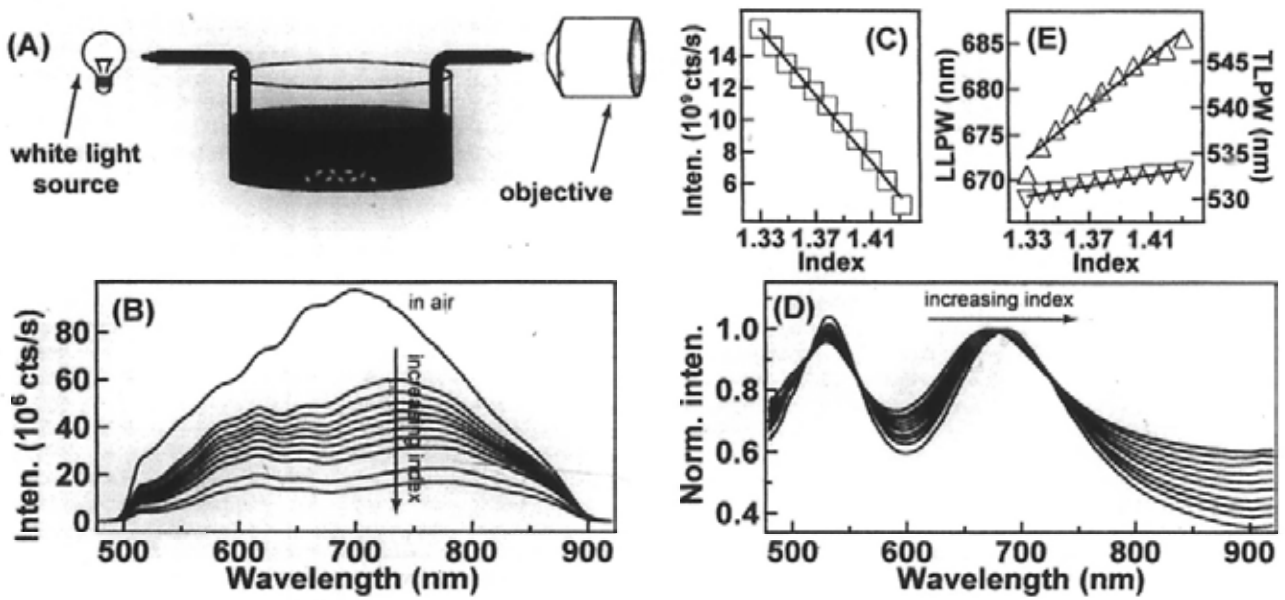 (A)
white light
source
objective
(B)
Inten. (10⁶ cts/s)
80
60
40
20
0
in air
increasing index
500 600 700 800 900
Wavelength (nm)
(C)
Inten. (10⁹ cts/s)
14
12
10
8
6
1.33 1.37 1.41
Index
(E)
LLPW (nm)
685
680
675
670
TLPW (nm)
545
540
535
530
1.33 1.37 1.41
Index
(D)
increasing index
Norm. inten.
1.0
0.8
0.6
0.4
500 600 700 800 900
Wavelength (nm)